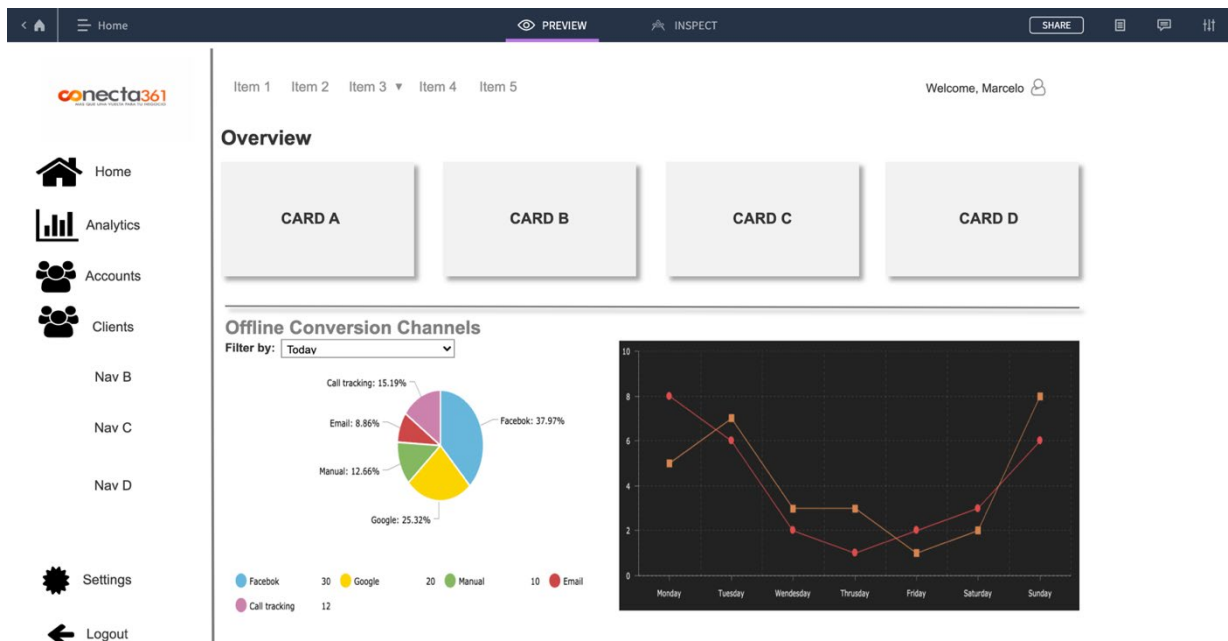 Home
PREVIEW
INSPECT
SHARE
conecta361
Item 1 Item 2 Item 3 ▼ Item 4 Item 5
Welcome, Marcelo
Home
Analytics
Accounts
Clients
Nav B
Nav C
Nav D
Settings
Logout
Overview
CARD A CARD B CARD C CARD D
Offline Conversion Channels
Filter by: Today
Call tracking: 15.19%
Email: 8.86%
Manual: 12.66%
Google: 25.32%
Facebok: 37.97%
Facebok 30 Google 20 Manual 10 Email
Call tracking 12
10
8
6
4
2
0
Monday Tuesday Wendesday Thrusday Friday Saturday Sunday